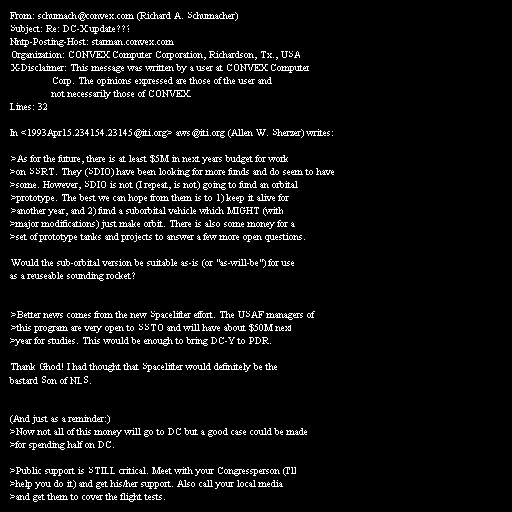 From: schumach@convex.com (Richard A. Schumacher)
Subject: Re: DC-X update???
Nntp-Posting-Host: starman.convex.com
Organization: CONVEX Computer Corporation, Richardson, Tx., USA
X-Disclaimer: This message was written by a user at CONVEX Computer
Corp. The opinions expressed are those of the user and
not necessarily those of CONVEX.
Lines: 32

In <1993Apr15.234154.23145@iti.org> aws@iti.org (Allen W. Sherzer) writes:

>As for the future, there is at least $5M in next years budget for work
>on SSRT. They (SDIO) have been looking for more funds and do seem to have
>some. However, SDIO is not (I repeat, is not) going to fund an orbital
>prototype. The best we can hope from them is to 1) keep it alive for
>another year, and 2) fund a suborbital vehicle which MIGHT (with
>major modifications) just make orbit. There is also some money for a
>set of prototype tanks and projects to answer a few more open questions.

Would the sub-orbital version be suitable as-is (or "as-will-be") for use
as a reuseable sounding rocket?

>Better news comes from the new Spacelifter effort. The USAF managers of
>this program are very open to SSTO and will have about $50M next
>year for studies. This would be enough to bring DC-Y to PDR.

Thank Ghod! I had thought that Spacelifter would definitely be the
bastard Son of NLS.

(And just as a reminder:)
>Now not all of this money will go to DC but a good case could be made
>for spending half on DC.

>Public support is STILL critical. Meet with your Congressperson (I'll
>help you do it) and get his/her support. Also call your local media
>and get them to cover the flight tests.